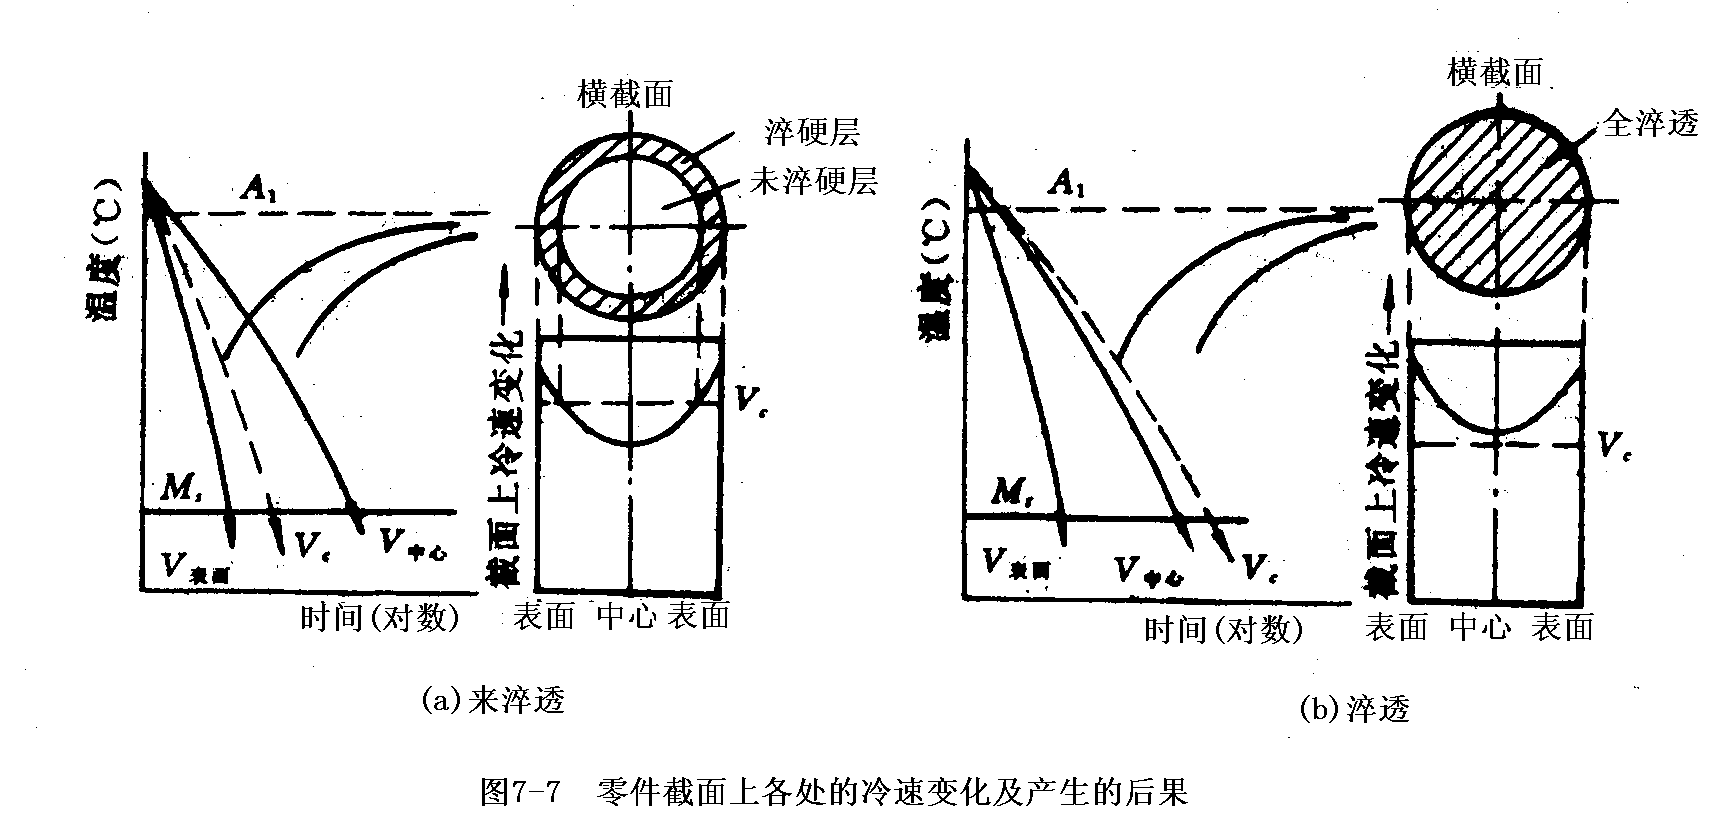 横截面
淬硬层
未淬硬层
A₁
温度(℃)
截面上冷速变化
Vc
Ms
V表面
Vc
V中心
时间(对数)
表面 中心 表面
(a)来淬透
横截面
全淬透
A₁
温度(℃)
截面上冷速变化
Vc
Ms
V表面
V中心
Vc
时间(对数)
表面 中心 表面
(b)淬透
图7-7 零件截面上各处的冷速变化及产生的后果